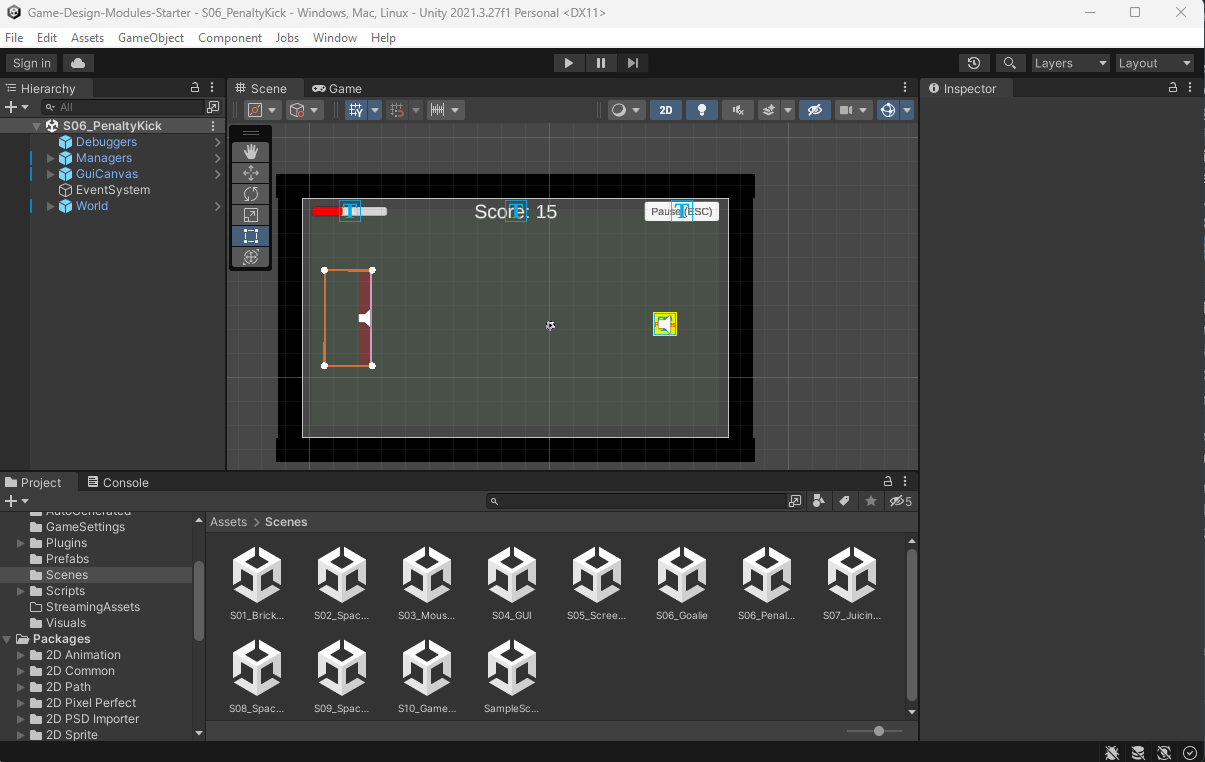 Game-Design-Modules-Starter - S06_PenaltyKick - Windows, Mac, Linux - Unity 2021.3.27f1 Personal <DX11>
File Edit Assets GameObject Component Jobs Window Help
Sign in Layers Layout
Hierarchy Scene Game Inspector
All 2D
S06_PenaltyKick
Debuggers
Managers
GuiCanvas
EventSystem
World
Score: 15 Pause (ESC)
Project Console
5
AutoGenerated
GameSettings
Plugins
Prefabs
Scenes
Scripts
StreamingAssets
Visuals
Packages
2D Animation
2D Common
2D Path
2D Pixel Perfect
2D PSD Importer
2D Sprite
Assets > Scenes
S01_Brick... S02_Spac... S03_Mous... S04_GUI S05_Scree... S06_Goalie S06_Penal... S07_Juicin...
S08_Spac... S09_Spac... S10_Game... SampleSc...